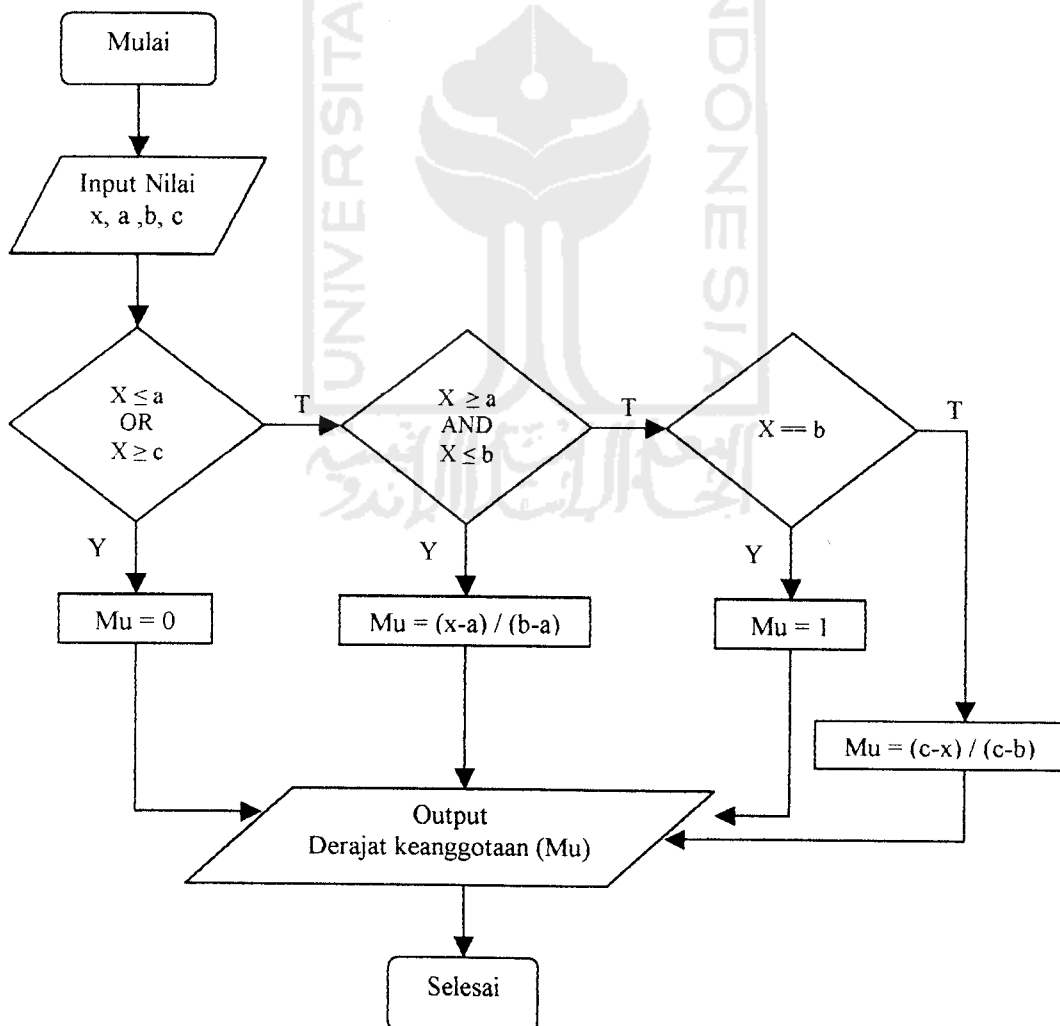 Mulai
Input Nilai
x, a ,b, c
X ≤ a
OR
X ≥ c
T
X ≥ a
AND
X ≤ b
T
X == b
T
Y
Y
Y
Mu = 0
Mu = (x-a) / (b-a)
Mu = 1
Mu = (c-x) / (c-b)
Output
Derajat keanggotaan (Mu)
Selesai